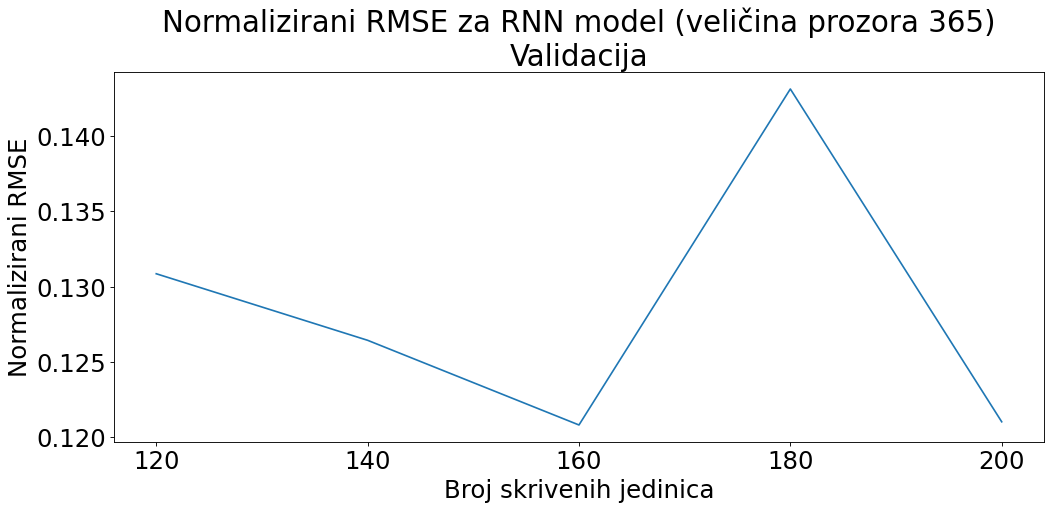 Normalizirani RMSE za RNN model (veličina prozora 365)
Validacija
Normalizirani RMSE
0.140
0.135
0.130
0.125
0.120
120 140 160 180 200
Broj skrivenih jedinica